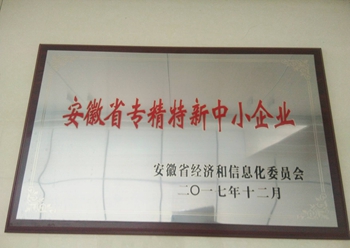 安徽省专精特新中小企业
安徽省经济和信息化委员会
二〇一七年十二月